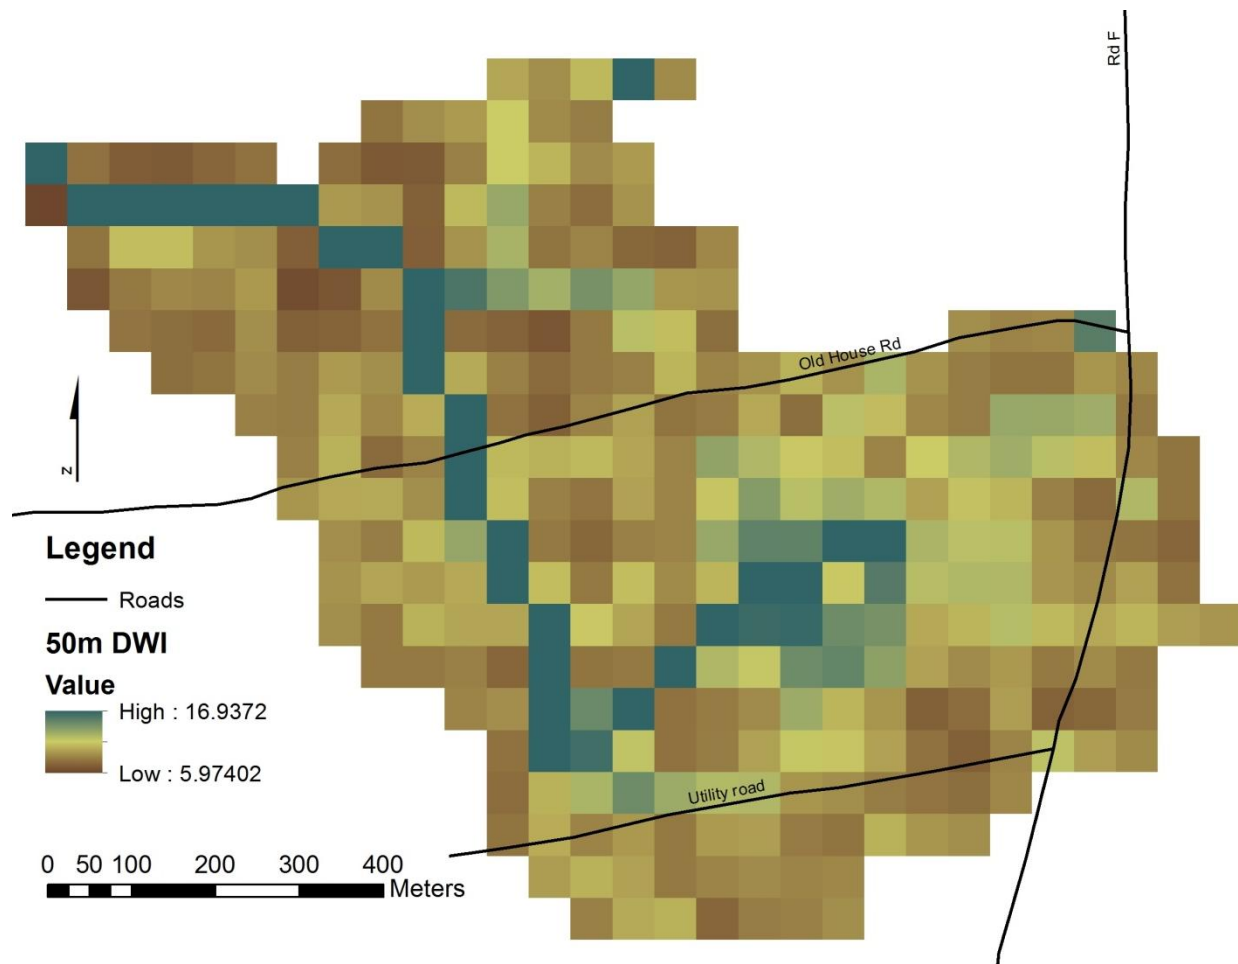 Rd F
Old House Rd
z
Legend
Roads
50m DWI
Value
High : 16.9372
Low : 5.97402
Utility road
0 50 100 200 300 400
Meters